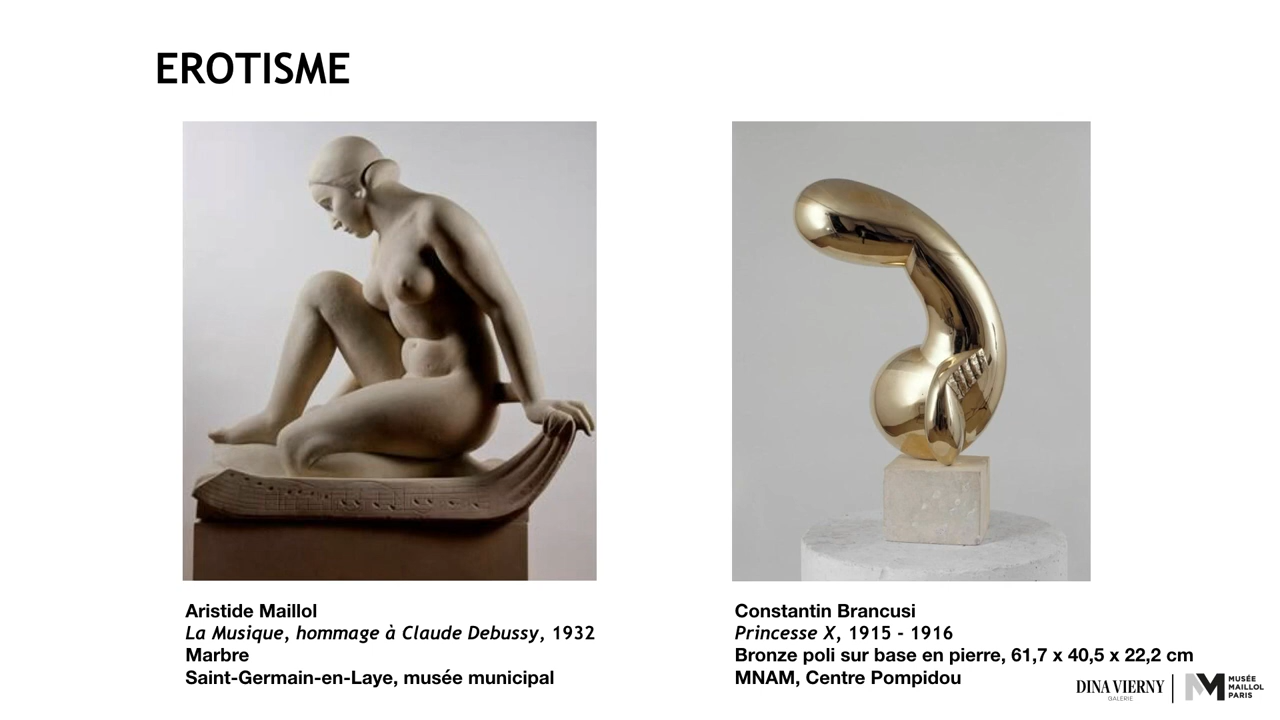 EROTISME
Aristide Maillol
La Musique, hommage à Claude Debussy, 1932
Marbre
Saint-Germain-en-Laye, musée municipal
Constantin Brancusi
Princesse X, 1915 - 1916
Bronze poli sur base en pierre, 61,7 x 40,5 x 22,2 cm
MNAM, Centre Pompidou
DINA VIERNY
GALERIE
MUSÉE
MAILLOL
PARIS